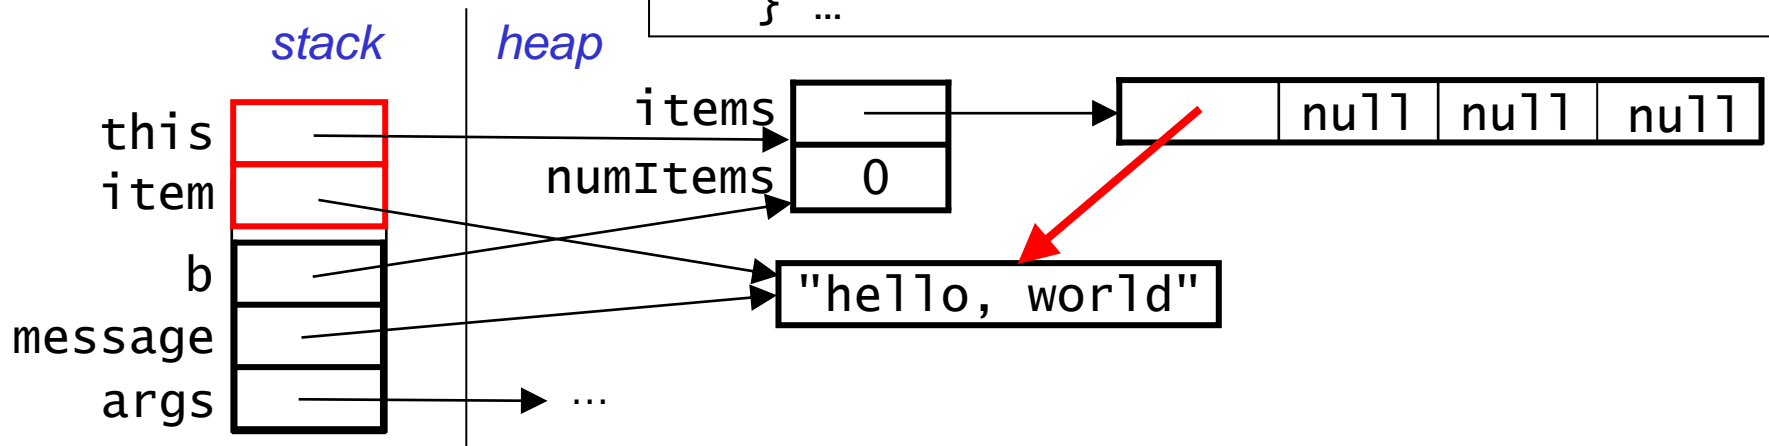 } …
stack heap
this
item
b
message
args
items
numItems 0
null null null
"hello, world"
…